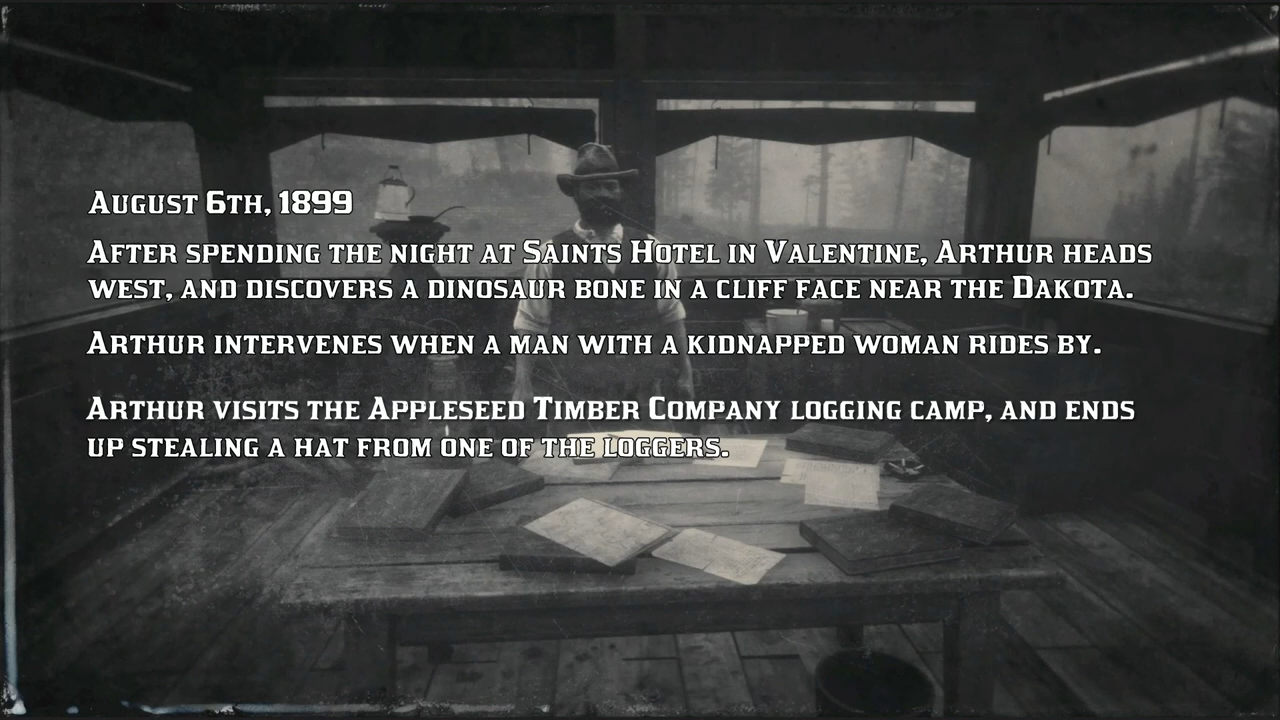 August 6th, 1899
After spending the night at Saints Hotel in Valentine, Arthur heads
west, and discovers a dinosaur bone in a cliff face near the Dakota.
Arthur intervenes when a man with a kidnapped woman rides by.
Arthur visits the Appleseed Timber Company logging camp, and ends
up stealing a hat from one of the loggers.